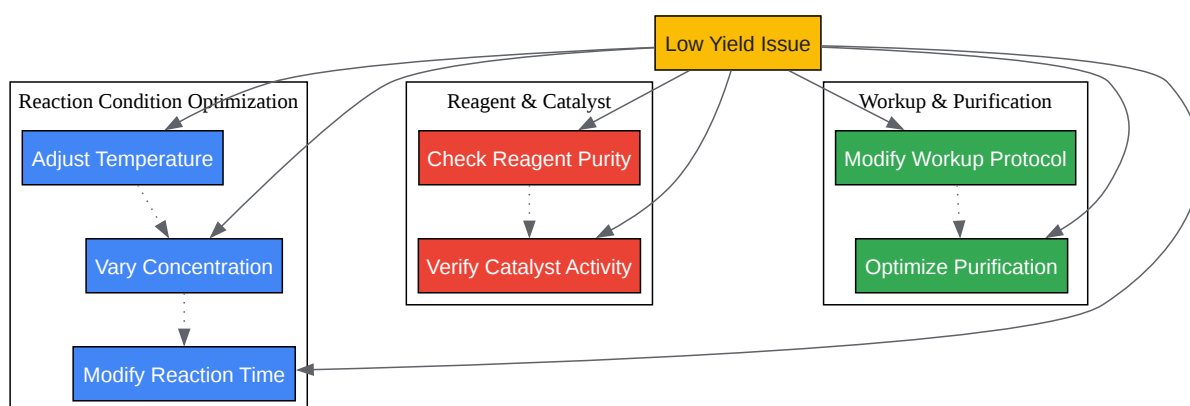 Low Yield Issue
Reaction Condition Optimization
Adjust Temperature
Vary Concentration
Modify Reaction Time
Reagent & Catalyst
Check Reagent Purity
Verify Catalyst Activity
Workup & Purification
Modify Workup Protocol
Optimize Purification